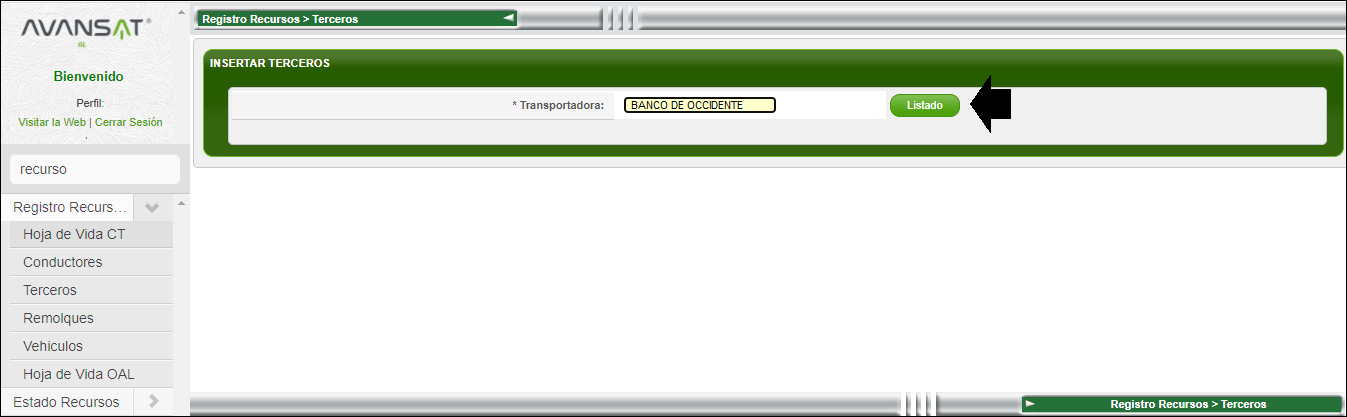 AVANSAT
GL
Bienvenido
Perfil:
Visitar la Web | Cerrar Sesión
.
recurso
Registro Recurs...
Hoja de Vida CT
Conductores
Terceros
Remolques
Vehiculos
Hoja de Vida OAL
Estado Recursos
Registro Recursos > Terceros
INSERTAR TERCEROS
* Transportadora:
BANCO DE OCCIDENTE
Listado
Registro Recursos > Terceros